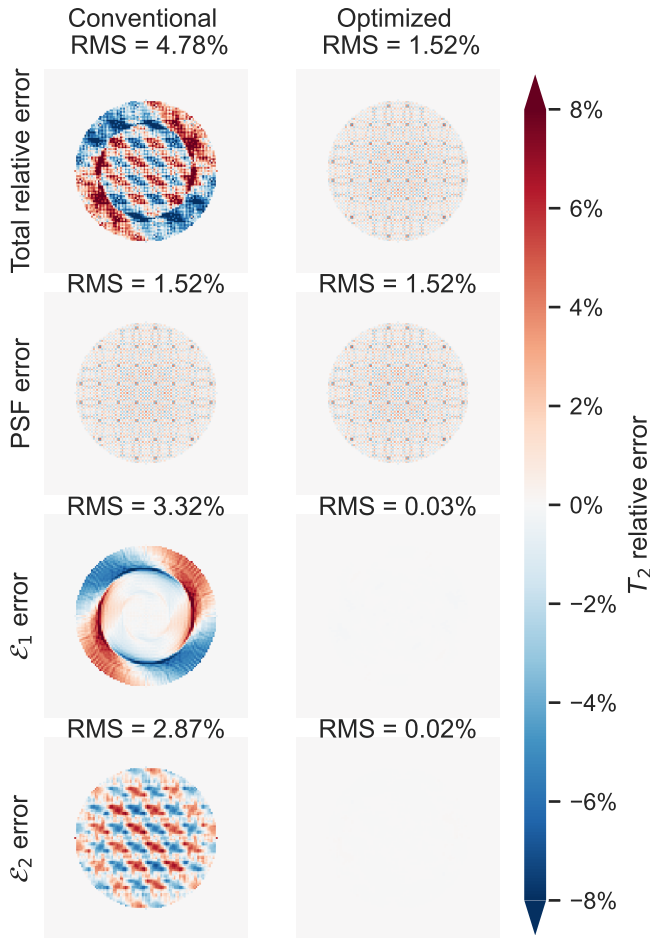 Conventional
RMS = 4.78%
Optimized
RMS = 1.52%
Total relative error
RMS = 1.52%
RMS = 1.52%
PSF error
RMS = 3.32%
RMS = 0.03%
ℰ₁ error
RMS = 2.87%
RMS = 0.02%
ℰ₂ error
8%
6%
4%
2%
0%
−2%
−4%
−6%
−8%
T₂ relative error